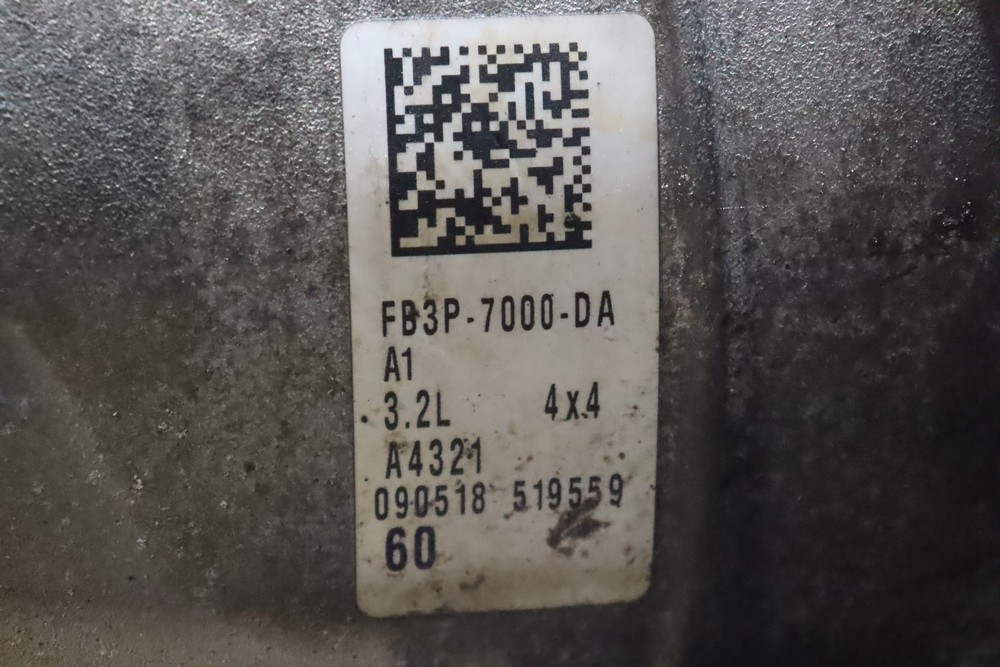 FB3P-7000-DA
A1
3.2L 4x4
A4321
090518 519559
60